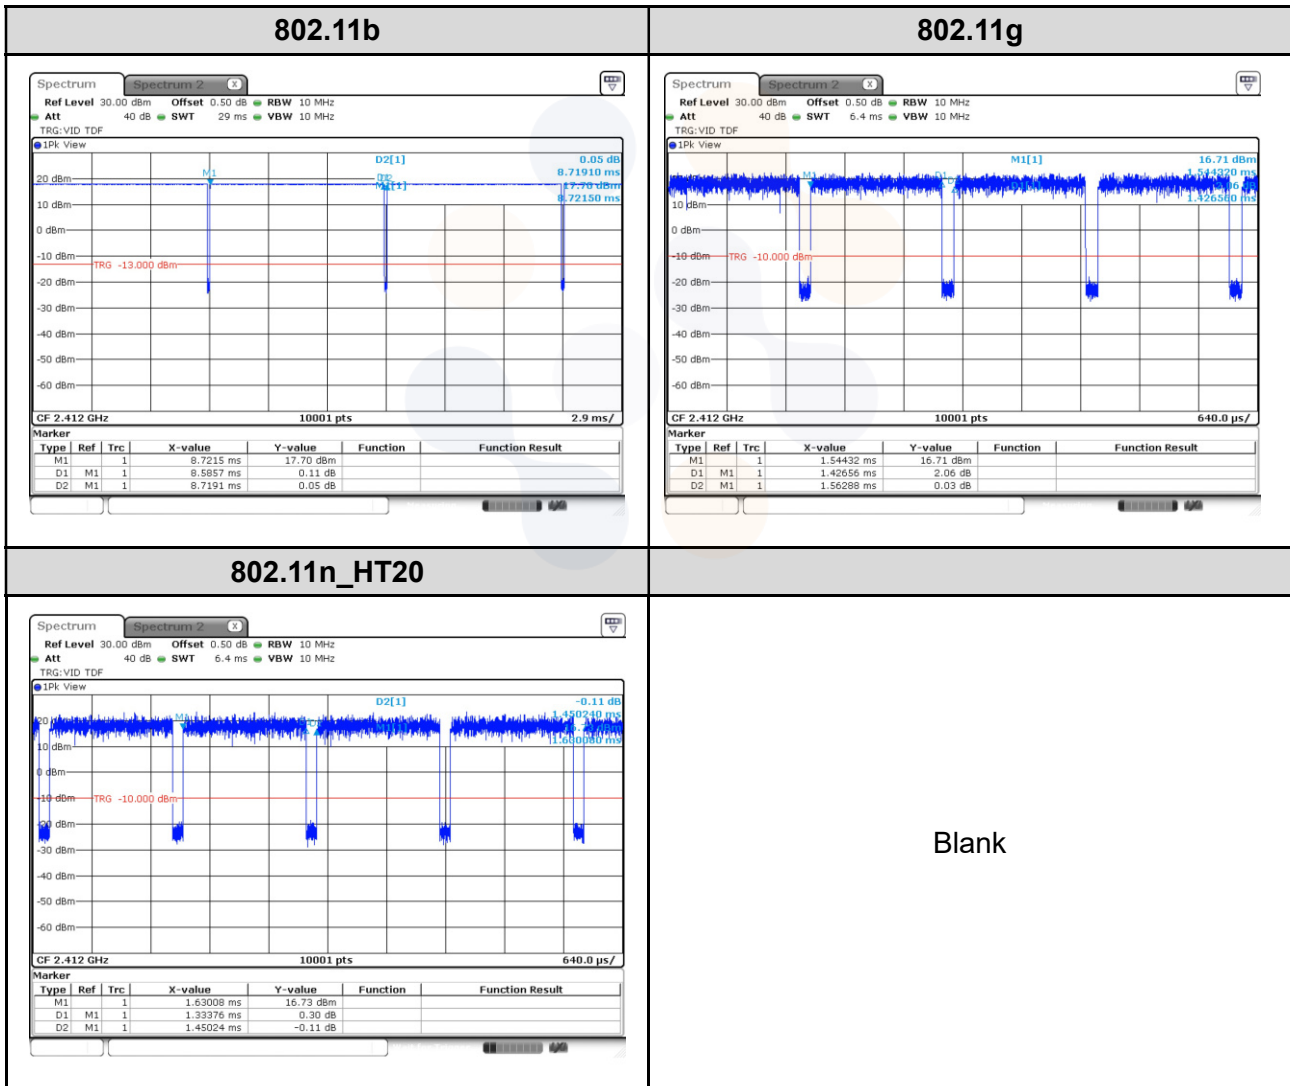 802.11b
802.11g
Spectrum
Spectrum 2
X
Ref Level 30.00 dBm Offset 0.50 dB RBW 10 MHz
Att 40 dB SWT 29 ms VBW 10 MHz
TRG:VID TDF
1Pk View
D2[1] 0.05 dB
8.71910 ms
M1[1] 17.70 dBm
8.72150 ms
M1
20 dBm
10 dBm
0 dBm
-10 dBm
TRG -13.000 dBm
-20 dBm
-30 dBm
-40 dBm
-50 dBm
-60 dBm
CF 2.412 GHz 10001 pts 2.9 ms/
Marker
Type Ref Trc X-value Y-value Function Function Result
M1 1 8.7215 ms 17.70 dBm
D1 M1 1 8.5857 ms 0.11 dB
D2 M1 1 8.7191 ms 0.05 dB
Spectrum
Spectrum 2
X
Ref Level 30.00 dBm Offset 0.50 dB RBW 10 MHz
Att 40 dB SWT 6.4 ms VBW 10 MHz
TRG:VID TDF
1Pk View
M1[1] 16.71 dBm
1.544320 ms
2.06 dB
1.426560 ms
M1
D1
10 dBm
0 dBm
-10 dBm
TRG -10.000 dBm
-20 dBm
-30 dBm
-40 dBm
-50 dBm
-60 dBm
CF 2.412 GHz 10001 pts 640.0 µs/
Marker
Type Ref Trc X-value Y-value Function Function Result
M1 1 1.54432 ms 16.71 dBm
D1 M1 1 1.42656 ms 2.06 dB
D2 M1 1 1.56288 ms 0.03 dB
802.11n_HT20
Spectrum
Spectrum 2
X
Ref Level 30.00 dBm Offset 0.50 dB RBW 10 MHz
Att 40 dB SWT 6.4 ms VBW 10 MHz
TRG:VID TDF
1Pk View
D2[1] -0.11 dB
1.450240 ms
1.630080 ms
M1
20
10 dBm
0 dBm
-10 dBm
TRG -10.000 dBm
-20 dBm
-30 dBm
-40 dBm
-50 dBm
-60 dBm
CF 2.412 GHz 10001 pts 640.0 µs/
Marker
Type Ref Trc X-value Y-value Function Function Result
M1 1 1.63008 ms 16.73 dBm
D1 M1 1 1.33376 ms 0.30 dB
D2 M1 1 1.45024 ms -0.11 dB
Blank